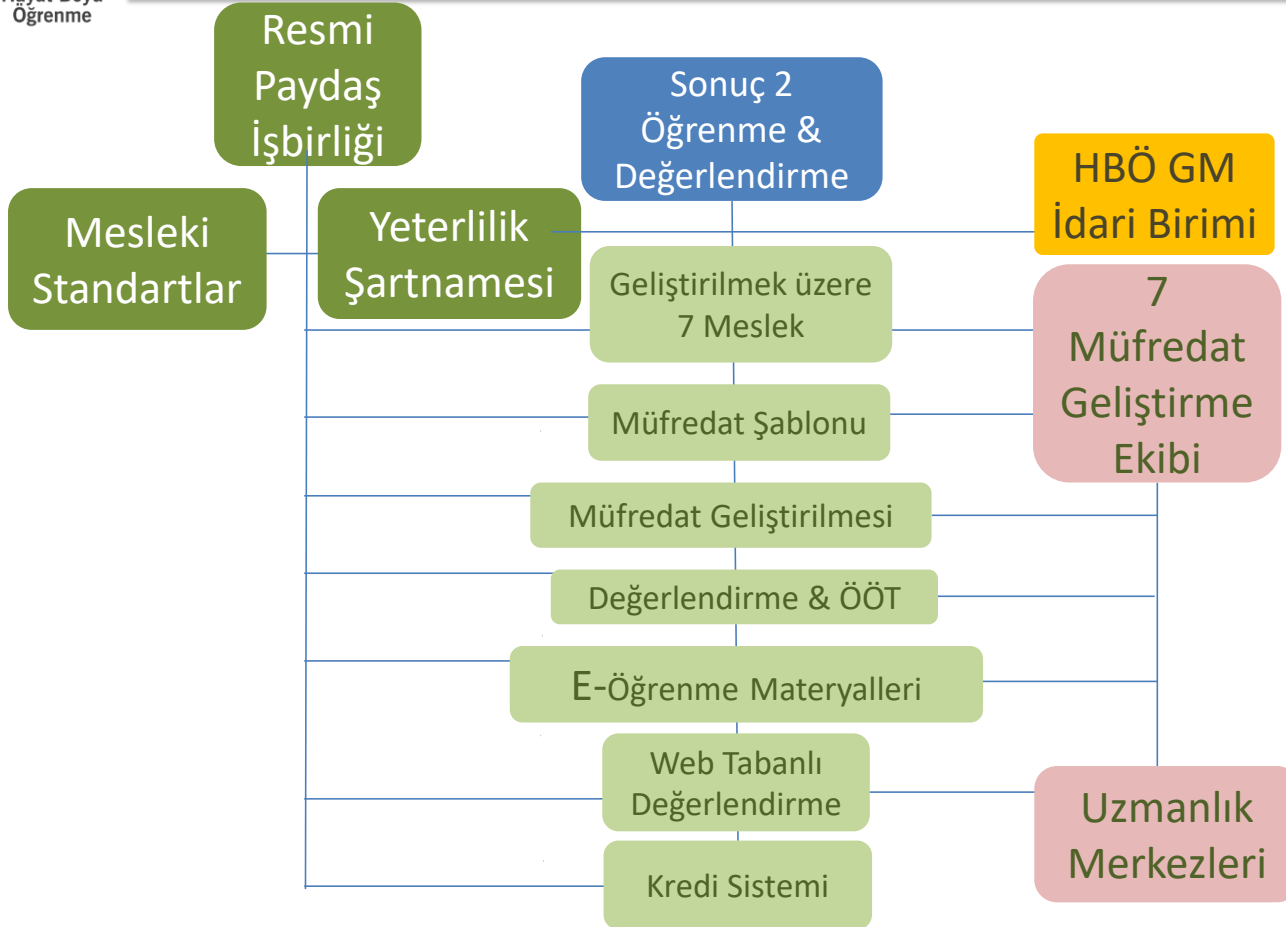 Öğrenme
Resmi
Paydaş
İşbirliği
Sonuç 2
Öğrenme &
Değerlendirme
HBÖ GM
İdari Birimi
Mesleki
Standartlar
Yeterlilik
Şartnamesi
Geliştirilmek üzere
7 Meslek
7
Müfredat
Geliştirme
Ekibi
Müfredat Şablonu
Müfredat Geliştirilmesi
Değerlendirme & ÖÖT
E-Öğrenme Materyalleri
Web Tabanlı
Değerlendirme
Uzmanlık
Merkezleri
Kredi Sistemi